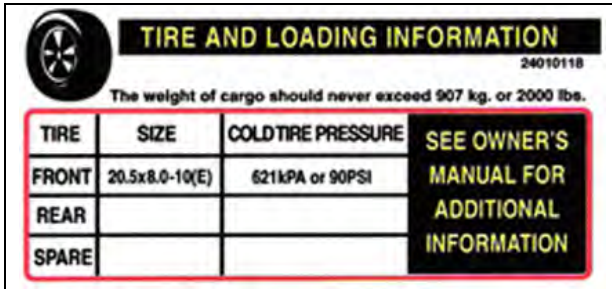 TIRE AND LOADING INFORMATION
24010118
The weight of cargo should never exceed 907 kg. or 2000 lbs.
TIRE SIZE COLD TIRE PRESSURE
FRONT 20.5x8.0-10(E) 621kPA or 90PSI
REAR
SPARE
SEE OWNER'S
MANUAL FOR
ADDITIONAL
INFORMATION